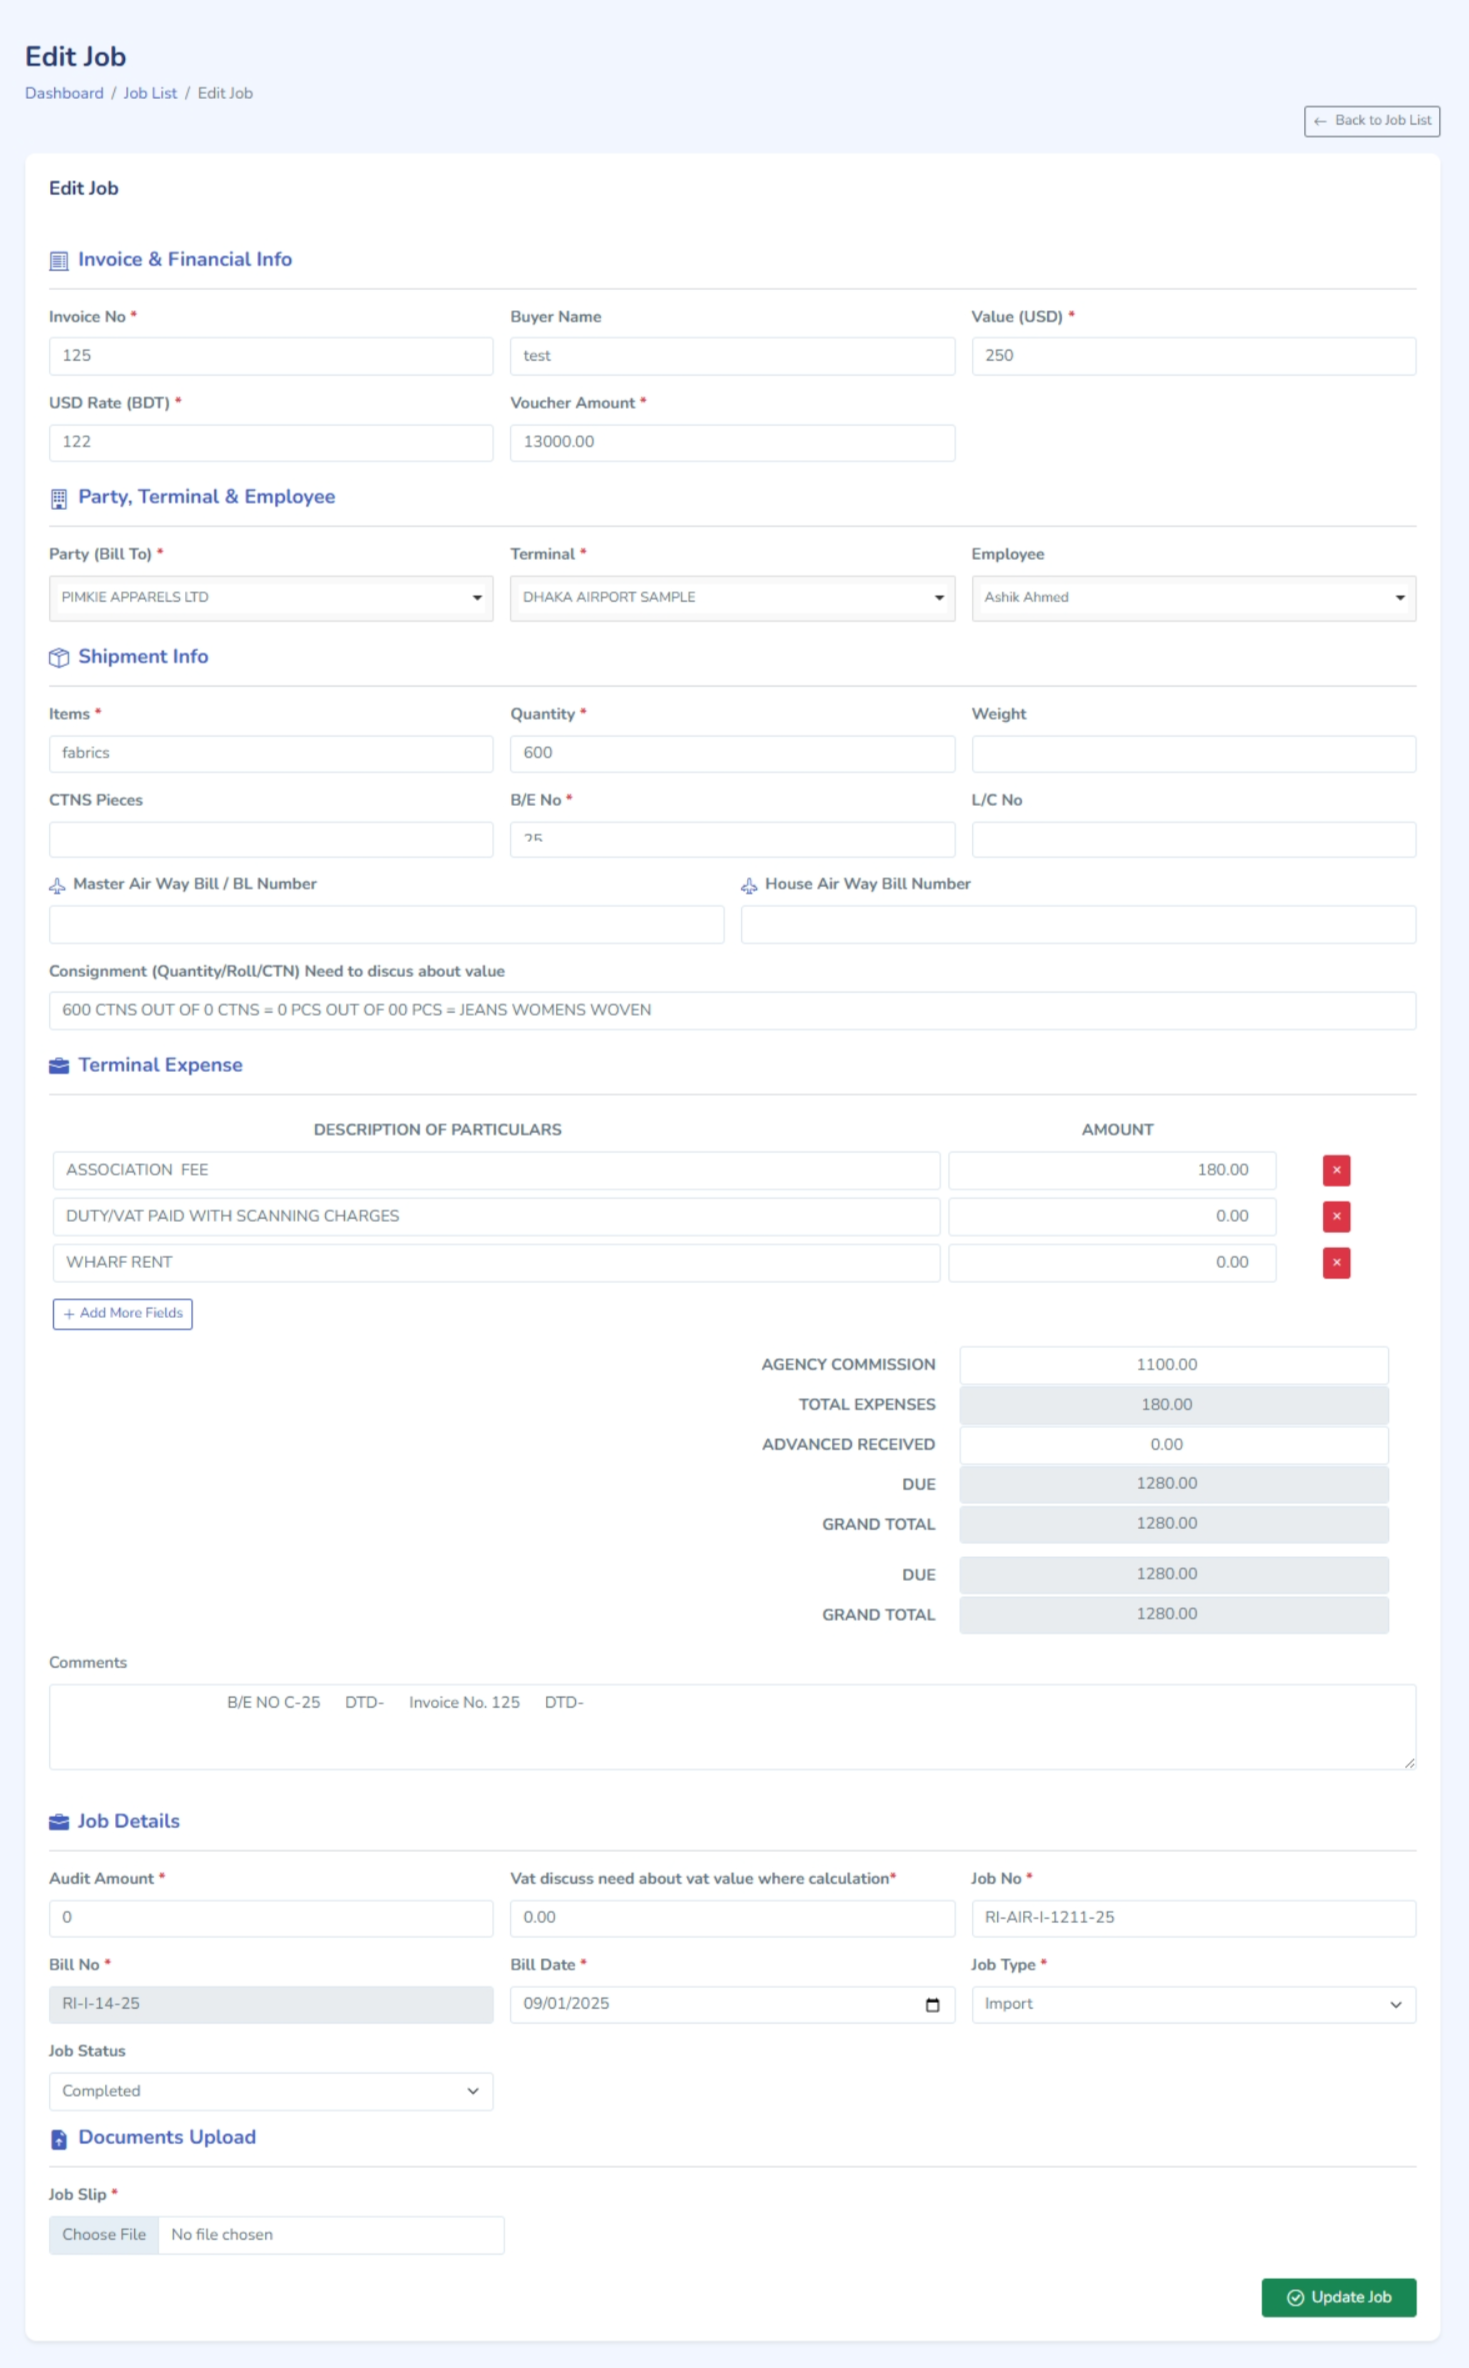 Edit Job
Dashboard / Job List / Edit Job
← Back to Job List
Edit Job
Invoice & Financial Info
Invoice No * Buyer Name Value (USD) *
125 test 250
USD Rate (BDT) * Voucher Amount *
122 13000.00
Party, Terminal & Employee
Party (Bill To) * Terminal * Employee
PIMKIE APPARELS LTD DHAKA AIRPORT SAMPLE Ashik Ahmed
Shipment Info
Items * Quantity * Weight
fabrics 600
CTNS Pieces B/E No * L/C No
25
Master Air Way Bill / BL Number House Air Way Bill Number
Consignment (Quantity/Roll/CTN) Need to discus about value
600 CTNS OUT OF 0 CTNS = 0 PCS OUT OF 00 PCS = JEANS WOMENS WOVEN
Terminal Expense
DESCRIPTION OF PARTICULARS AMOUNT
ASSOCIATION FEE 180.00 ×
DUTY/VAT PAID WITH SCANNING CHARGES 0.00 ×
WHARF RENT 0.00 ×
+ Add More Fields
AGENCY COMMISSION 1100.00
TOTAL EXPENSES 180.00
ADVANCED RECEIVED 0.00
DUE 1280.00
GRAND TOTAL 1280.00
DUE 1280.00
GRAND TOTAL 1280.00
Comments
B/E NO C-25 DTD- Invoice No. 125 DTD-
Job Details
Audit Amount * Vat discuss need about vat value where calculation* Job No *
0 0.00 RI-AIR-I-1211-25
Bill No * Bill Date * Job Type *
RI-I-14-25 09/01/2025 Import
Job Status
Completed
Documents Upload
Job Slip *
Choose File No file chosen
Update Job